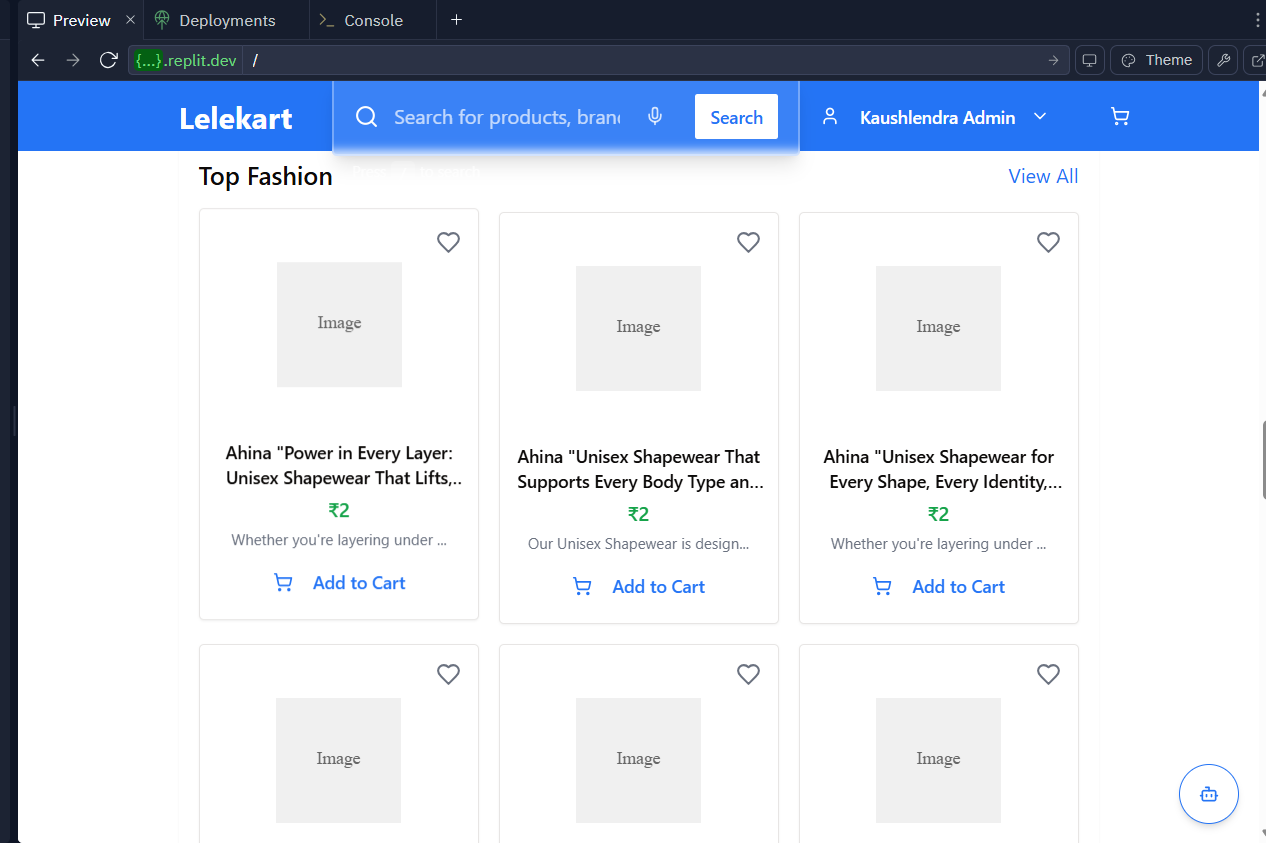 Preview
Deployments
Console
{...}.replit.dev /
Theme
Lelekart
Search for products, bran
Search
Kaushlendra Admin
Top Fashion
View All
Image
Image
Image
Ahina "Power in Every Layer:
Unisex Shapewear That Lifts,..
₹2
Whether you're layering under ...
Add to Cart
Ahina "Unisex Shapewear That
Supports Every Body Type an...
₹2
Our Unisex Shapewear is design...
Add to Cart
Ahina "Unisex Shapewear for
Every Shape, Every Identity,...
₹2
Whether you're layering under ...
Add to Cart
Image
Image
Image